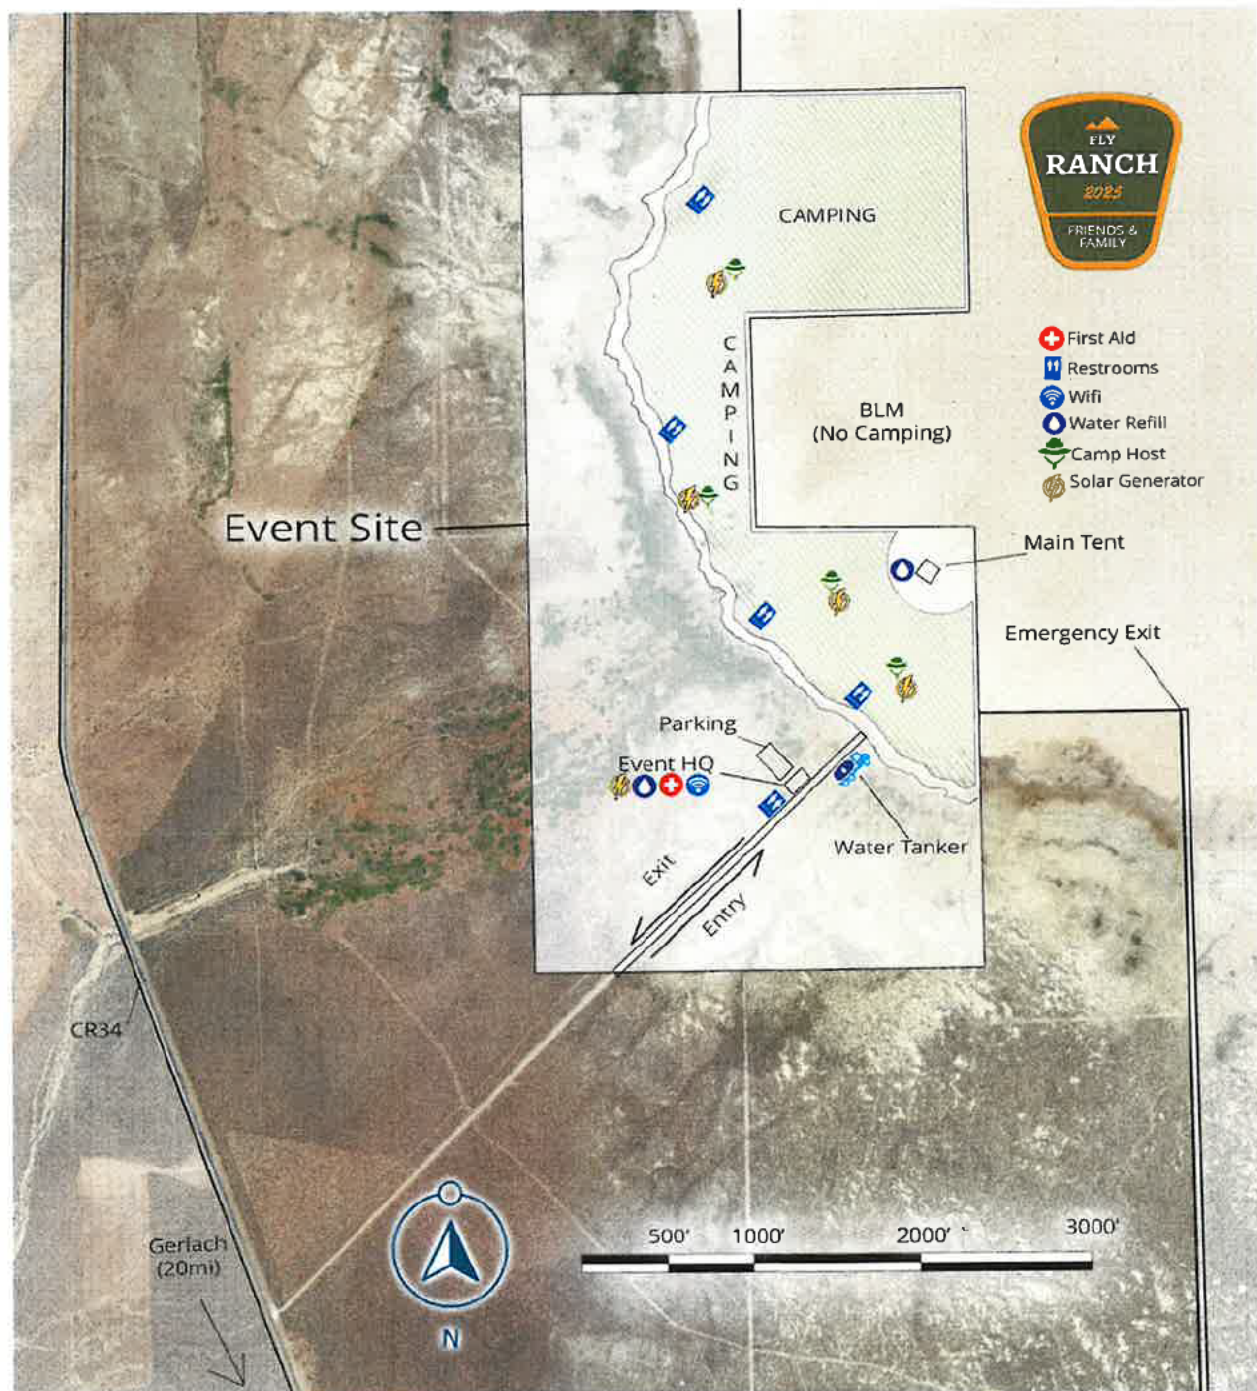 FLY
RANCH
2025
FRIENDS &
FAMILY
CAMPING
First Aid
Restrooms
Wifi
Water Refill
Camp Host
Solar Generator
CAMPING
BLM
(No Camping)
Event Site
Main Tent
Emergency Exit
Parking
Event HQ
Water Tanker
Exit
Entry
CR34
Gerlach
(20mi)
N
500' 1000' 2000' 3000'